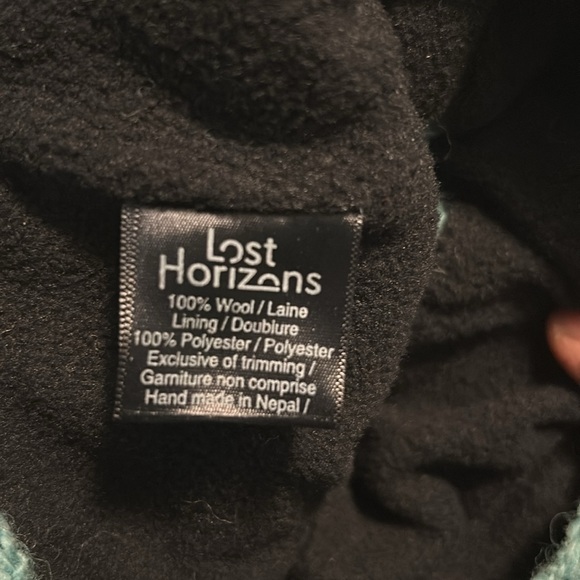 Lost
Horizons
100% Wool / Laine
Lining / Doublure
100% Polyester / Polyester
Exclusive of trimming /
Garniture non comprise
Hand made in Nepal /